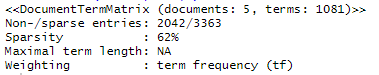 <<DocumentTermMatrix (documents: 5, terms: 1081)>>
Non-/sparse entries: 2042/3363
Sparsity           : 62%
Maximal term length: NA
Weighting          : term frequency (tf)